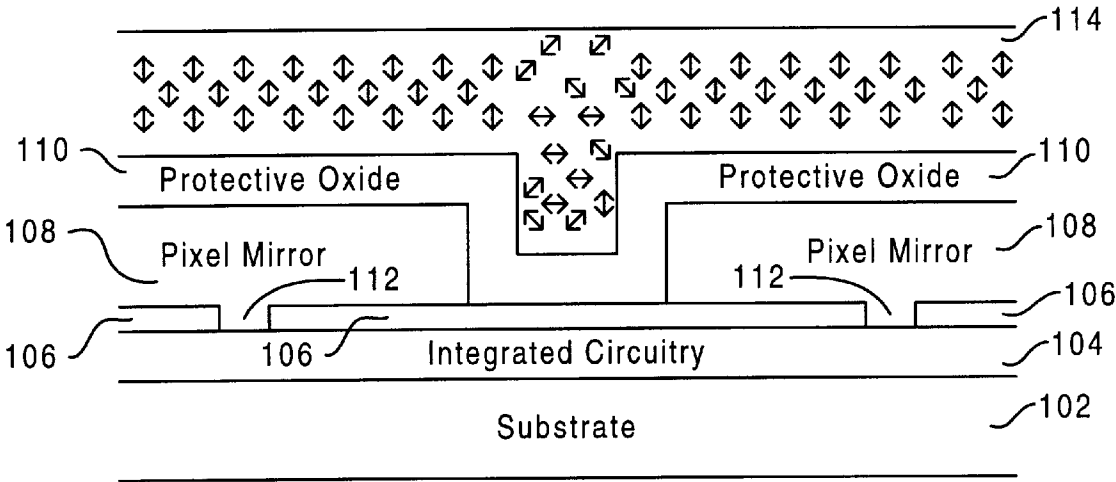 114
110
Protective Oxide
Protective Oxide
110
108
Pixel Mirror
Pixel Mirror
108
112
112
106
106
106
Integrated Circuitry
104
Substrate
102